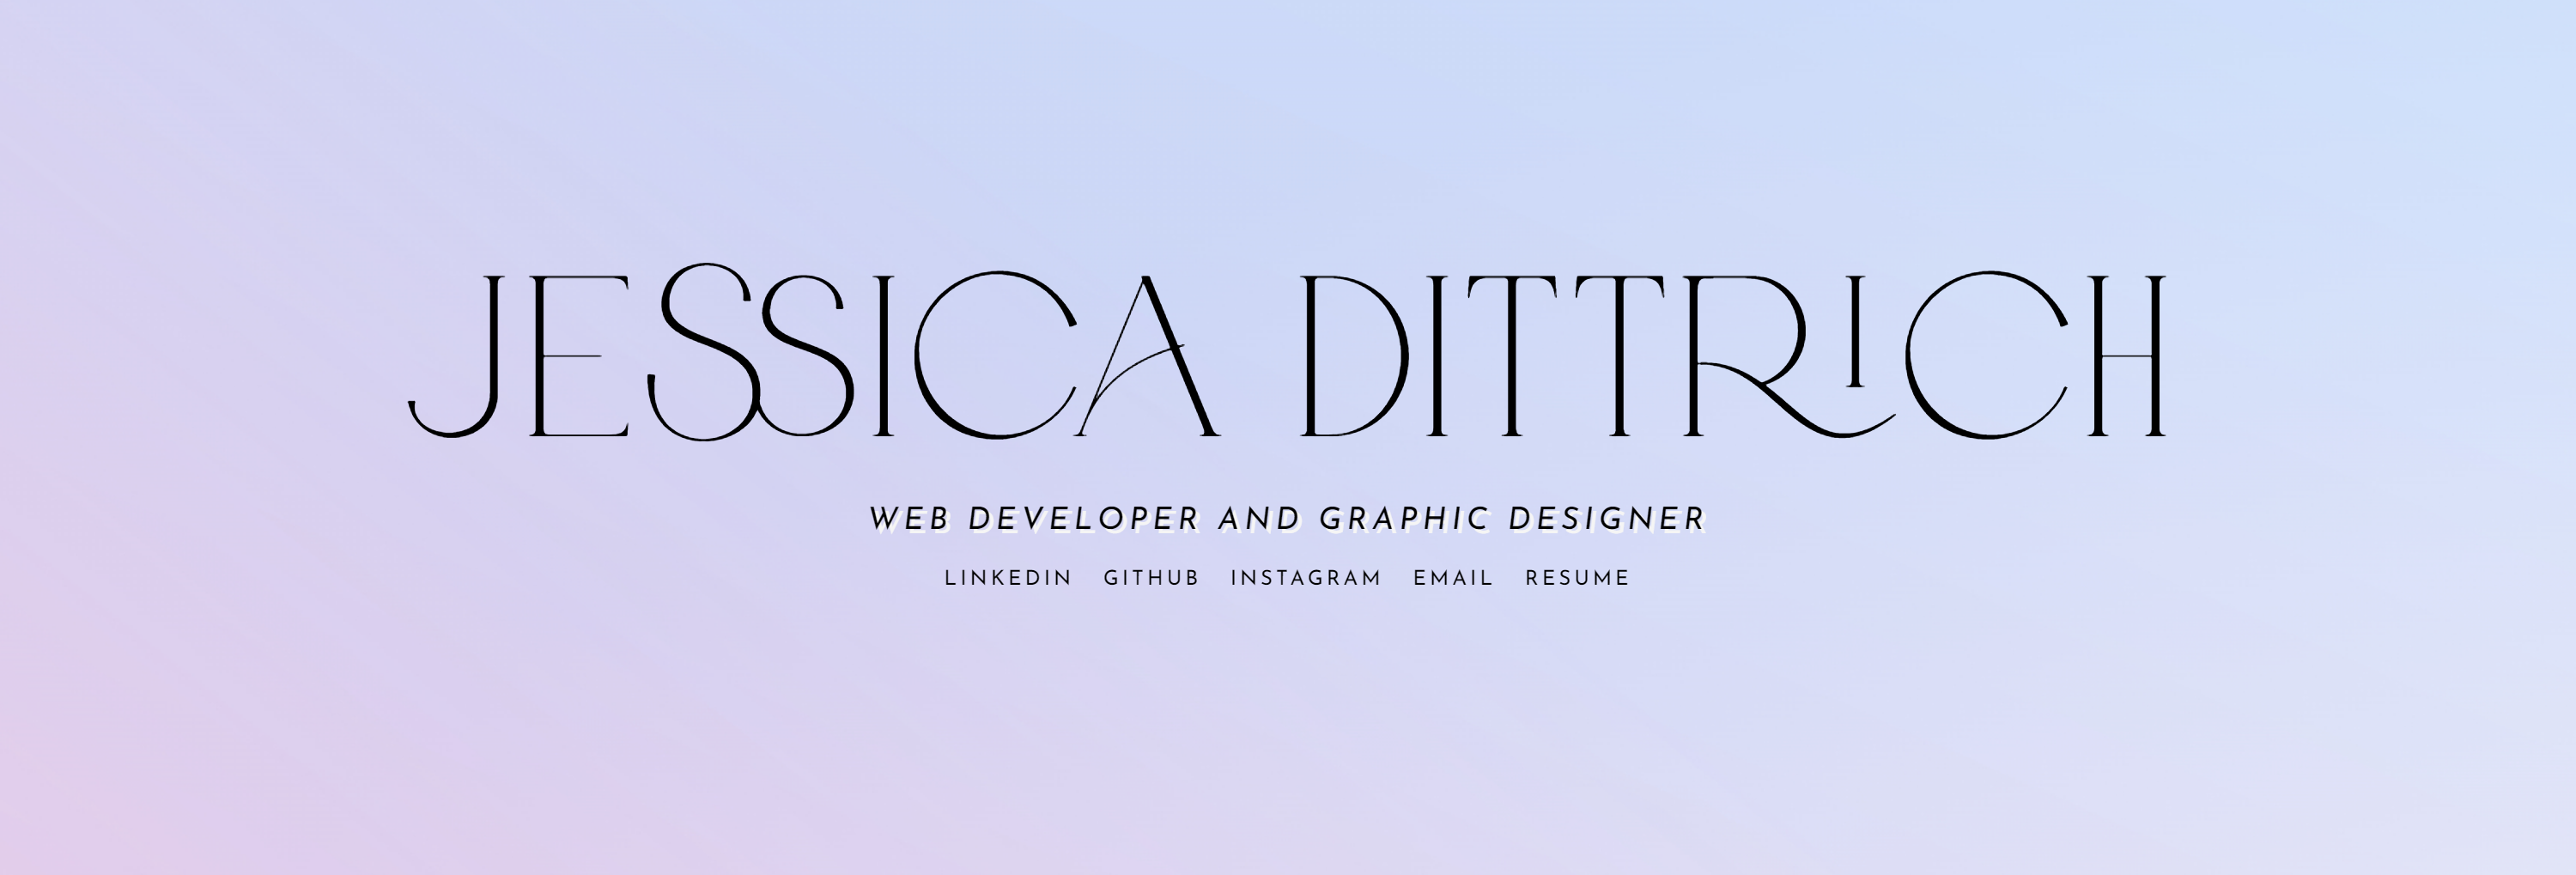 JESSICA DITTRICH
WEB DEVELOPER AND GRAPHIC DESIGNER
LINKEDIN GITHUB INSTAGRAM EMAIL RESUME